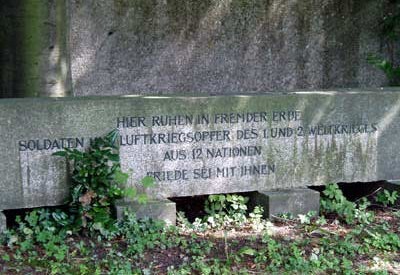 HIER RUHEN IN FREMDER ERDE
SOLDATEN UND LUFTKRIEGSOPFER DES 1. UND 2. WELTKRIEGES
AUS 12 NATIONEN
FRIEDE SEI MIT IHNEN